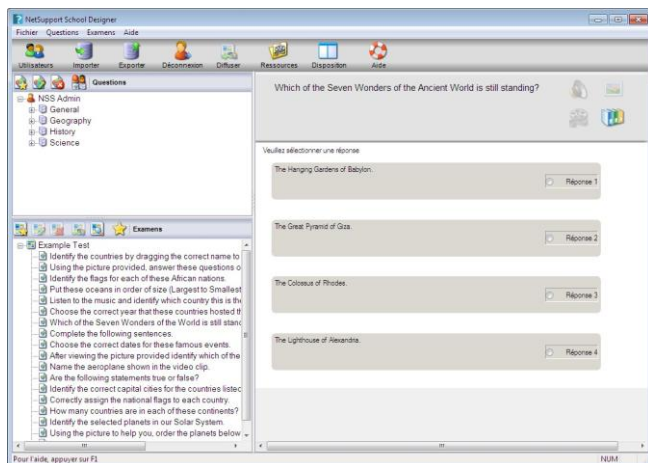 NetSupport School Designer
Fichier Questions Examens Aide
Utilisateurs Importer Exporter Déconnexion Diffuser Ressources Disposition Aide
Questions
NSS Admin
General
Geography
History
Science
Examens
Example Test
Identify the countries by dragging the correct name to
Using the picture provided, answer these questions o
Identify the flags for each of these African nations.
Put these oceans in order of size (Largest to Smallest
Listen to the music and identify which country this is the
Choose the correct year that these countries hosted th
Which of the Seven Wonders of the World is still stand
Complete the following sentences.
Choose the correct dates for these famous events.
After viewing the picture provided identify which of the
Name the aeroplane shown in the video clip.
Are the following statements true or false?
Identify the correct capital cities for the countries listed
Correctly assign the national flags to each country.
How many countries are in each of these continents?
Identify the selected planets in our Solar System.
Using the picture to help you, order the planets below
Which of the Seven Wonders of the Ancient World is still standing?
Veuillez sélectionner une réponse
The Hanging Gardens of Babylon.
Réponse 1
The Great Pyramid of Giza.
Réponse 2
The Colossus of Rhodes.
Réponse 3
The Lighthouse of Alexandria.
Réponse 4
Pour l'aide, appuyer sur F1
NUM